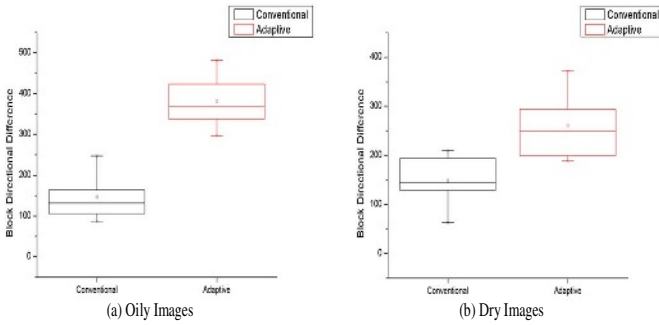 Conventional
Adaptive
Block Directional Difference
500
400
300
200
100
0
Conventional
Adaptive
(a) Oily Images
Conventional
Adaptive
Block Directional Difference
400
300
200
100
0
Conventional
Adaptive
(b) Dry Images